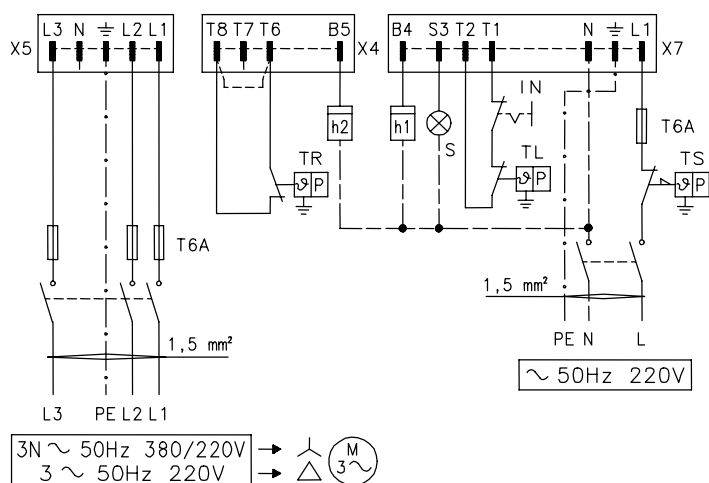 L3 N L2 L1
T8 T7 T6 B5
B4 S3 T2 T1 N L1
X5 X4 X7
IN
h2 h1 T6A
S
TR TL TS
ϑ P ϑ P ϑ P
T6A
1,5 mm²
1,5 mm²
PE N L
~ 50Hz 220V
L3 PE L2 L1
3N ~ 50Hz 380/220V
3 ~ 50Hz 220V
M
3~